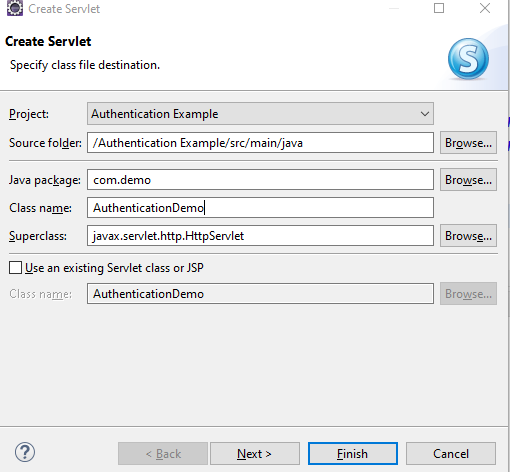 Create Servlet
Create Servlet
Specify class file destination.
S
Project: Authentication Example
Source folder: /Authentication Example/src/main/java Browse...
Java package: com.demo Browse...
Class name: AuthenticationDemo
Superclass: javax.servlet.http.HttpServlet Browse...
Use an existing Servlet class or JSP
Class name: AuthenticationDemo Browse...
? < Back Next > Finish Cancel